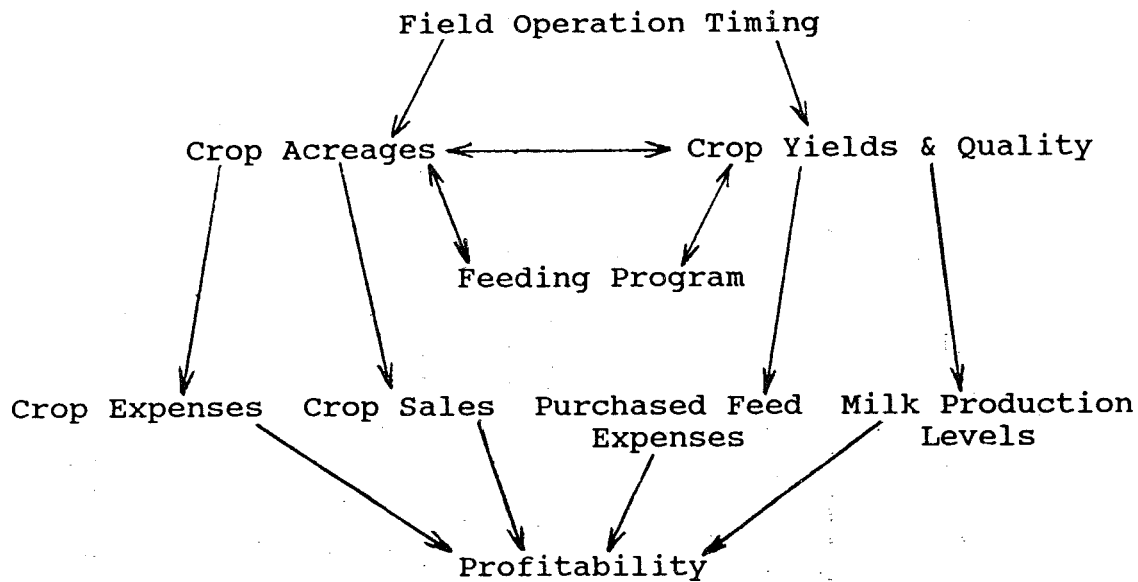 Field Operation Timing
Crop Acreages
Crop Yields & Quality
Feeding Program
Crop Expenses
Crop Sales
Purchased Feed
Expenses
Milk Production
Levels
Profitability